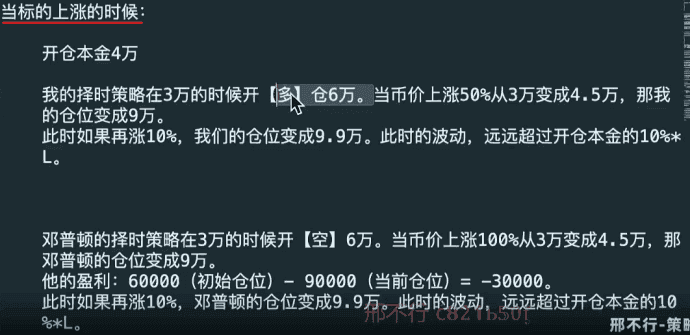 当标的上涨的时候：
开仓本金4万
我的择时策略在3万的时候开【多】仓6万。当币价上涨50%从3万变成4.5万，那我
的仓位变成9万。
此时如果再涨10%，我们的仓位变成9.9万。此时的波动，远远超过开仓本金的10%*
L。
邓普顿的择时策略在3万的时候开【空】6万。当币价上涨100%从3万变成4.5万，那
邓普顿的仓位变成9万。
他的盈利：60000（初始仓位）- 90000（当前仓位）= -30000。
此时如果再涨10%，邓普顿的仓位变成9.9万。此时的波动，远远超过开仓本金的10
%*L。
邢不行-策略